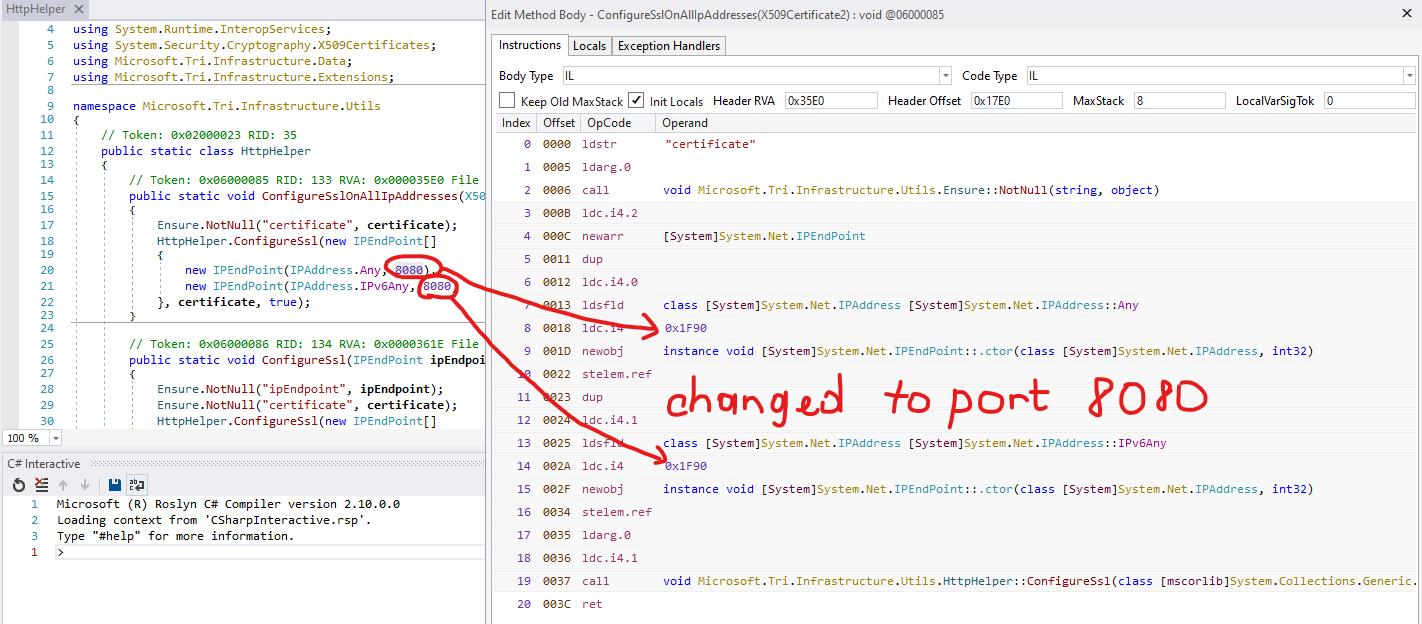 HttpHelper
4 using System.Runtime.InteropServices;
5 using System.Security.Cryptography.X509Certificates;
6 using Microsoft.Tri.Infrastructure.Data;
7 using Microsoft.Tri.Infrastructure.Extensions;
8
9 namespace Microsoft.Tri.Infrastructure.Utils
10 {
11 // Token: 0x02000023 RID: 35
12 public static class HttpHelper
13 {
14 // Token: 0x06000085 RID: 133 RVA: 0x000035E0 File
15 public static void ConfigureSslOnAllIpAddresses(X50
16 {
17 Ensure.NotNull("certificate", certificate);
18 HttpHelper.ConfigureSsl(new IPEndPoint[]
19 {
20 new IPEndPoint(IPAddress.Any, 8080),
21 new IPEndPoint(IPAddress.IPv6Any, 8080
22 }, certificate, true);
23 }
24
25 // Token: 0x06000086 RID: 134 RVA: 0x0000361E File
26 public static void ConfigureSsl(IPEndPoint ipEndpoi
27 {
28 Ensure.NotNull("ipEndpoint", ipEndpoint);
29 Ensure.NotNull("certificate", certificate);
30 HttpHelper.ConfigureSsl(new IPEndPoint[]
100 %
C# Interactive
1 Microsoft (R) Roslyn C# Compiler version 2.10.0.0
2 Loading context from 'CSharpInteractive.rsp'.
3 Type "#help" for more information.
1 >
Edit Method Body - ConfigureSslOnAllIpAddresses(X509Certificate2) : void @06000085
Instructions Locals Exception Handlers
Body Type IL Code Type IL
Keep Old MaxStack Init Locals Header RVA 0x35E0 Header Offset 0x17E0 MaxStack 8 LocalVarSigTok 0
Index Offset OpCode Operand
0 0000 ldstr "certificate"
1 0005 ldarg.0
2 0006 call void Microsoft.Tri.Infrastructure.Utils.Ensure::NotNull(string, object)
3 000B ldc.i4.2
4 000C newarr [System]System.Net.IPEndPoint
5 0011 dup
6 0012 ldc.i4.0
7 0013 ldsfld class [System]System.Net.IPAddress [System]System.Net.IPAddress::Any
8 0018 ldc.i4 0x1F90
9 001D newobj instance void [System]System.Net.IPEndPoint::.ctor(class [System]System.Net.IPAddress, int32)
10 0022 stelem.ref
11 0023 dup
12 0024 ldc.i4.1
13 0025 ldsfld class [System]System.Net.IPAddress [System]System.Net.IPAddress::IPv6Any
14 002A ldc.i4 0x1F90
15 002F newobj instance void [System]System.Net.IPEndPoint::.ctor(class [System]System.Net.IPAddress, int32)
16 0034 stelem.ref
17 0035 ldarg.0
18 0036 ldc.i4.1
19 0037 call void Microsoft.Tri.Infrastructure.Utils.HttpHelper::ConfigureSsl(class [mscorlib]System.Collections.Generic.
20 003C ret
changed to port 8080